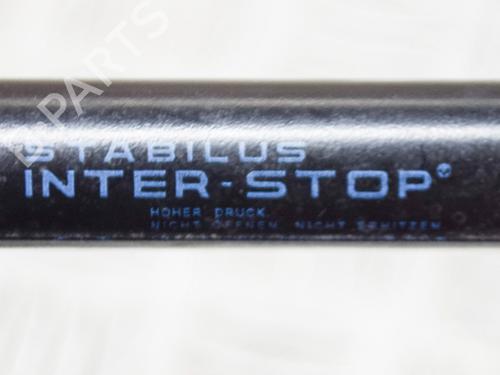 STABILUS
INTER-STOP®
HOHER DRUCK
NICHT ÖFFNEN, NICHT ERHITZEN
PARTS